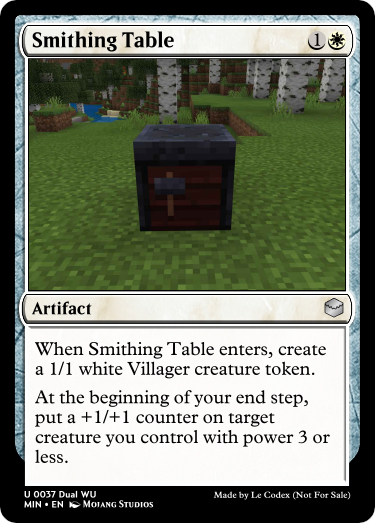 Smithing Table 1
Artifact
When Smithing Table enters, create
a 1/1 white Villager creature token.
At the beginning of your end step,
put a +1/+1 counter on target
creature you control with power 3 or
less.
U 0037 Dual WU
MIN • EN Mojang Studios
Made by Le Codex (Not For Sale)